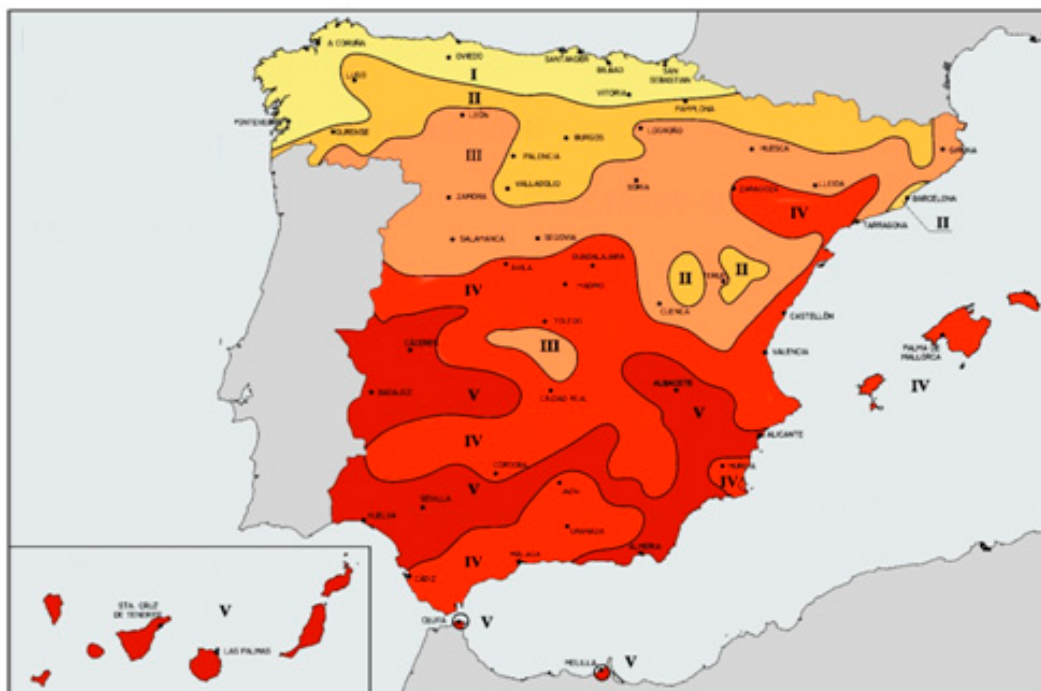 A CORUÑA
OVIEDO
SANTANDER
BILBAO
SAN
SEBASTIAN
I
LUGO
VITORIA
II
PAMPLONA
PONTEVEDRA
OURENSE
LEÓN
BURGOS
LOGROÑO
HUESCA
GIRONA
III
PALENCIA
VALLADOLID
SORIA
ZARAGOZA
LLEIDA
BARCELONA
ZAMORA
IV
II
TARRAGONA
SALAMANCA
SEGOVIA
AVILA
GUADALAJARA
II
II
TERUEL
IV
MADRID
CUENCA
TOLEDO
CASTELLÓN
III
CÁCERES
VALENCIA
PALMA DE
MALLORCA
IV
BADAJOZ
V
CIUDAD REAL
ALBACETE
V
IV
ALICANTE
CÓRDOBA
MURCIA
IV
V
SEVILLA
JAÉN
HUELVA
GRANADA
IV
MÁLAGA
ALMERIA
CÁDIZ
STA. CRUZ
DE TENERIFE
V
LAS PALMAS
CEUTA
V
MELILLA
V